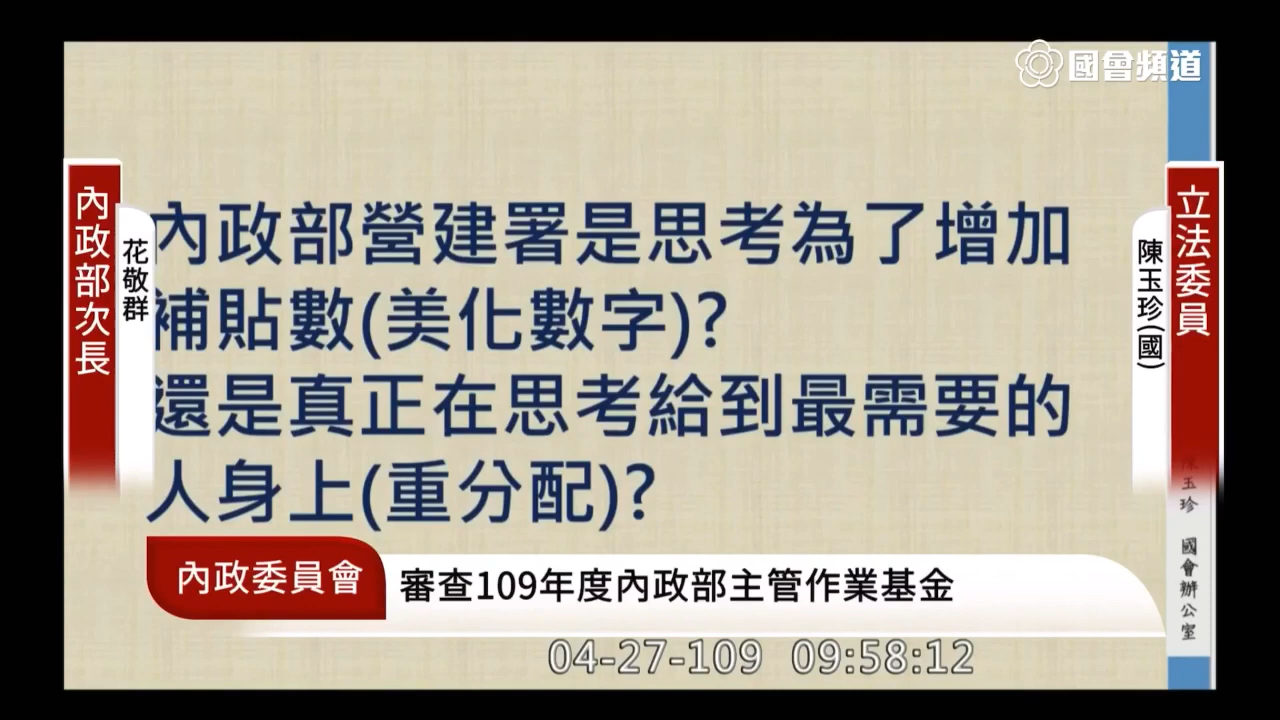 國會頻道
內政部次長
花敬群
立法委員
陳玉珍(國)
內政部營建署是思考為了增加
補貼數(美化數字)?
還是真正在思考給到最需要的
人身上(重分配)?
陳玉珍 國會辦公室
內政委員會
審查109年度內政部主管作業基金
04-27-109 09:58:12